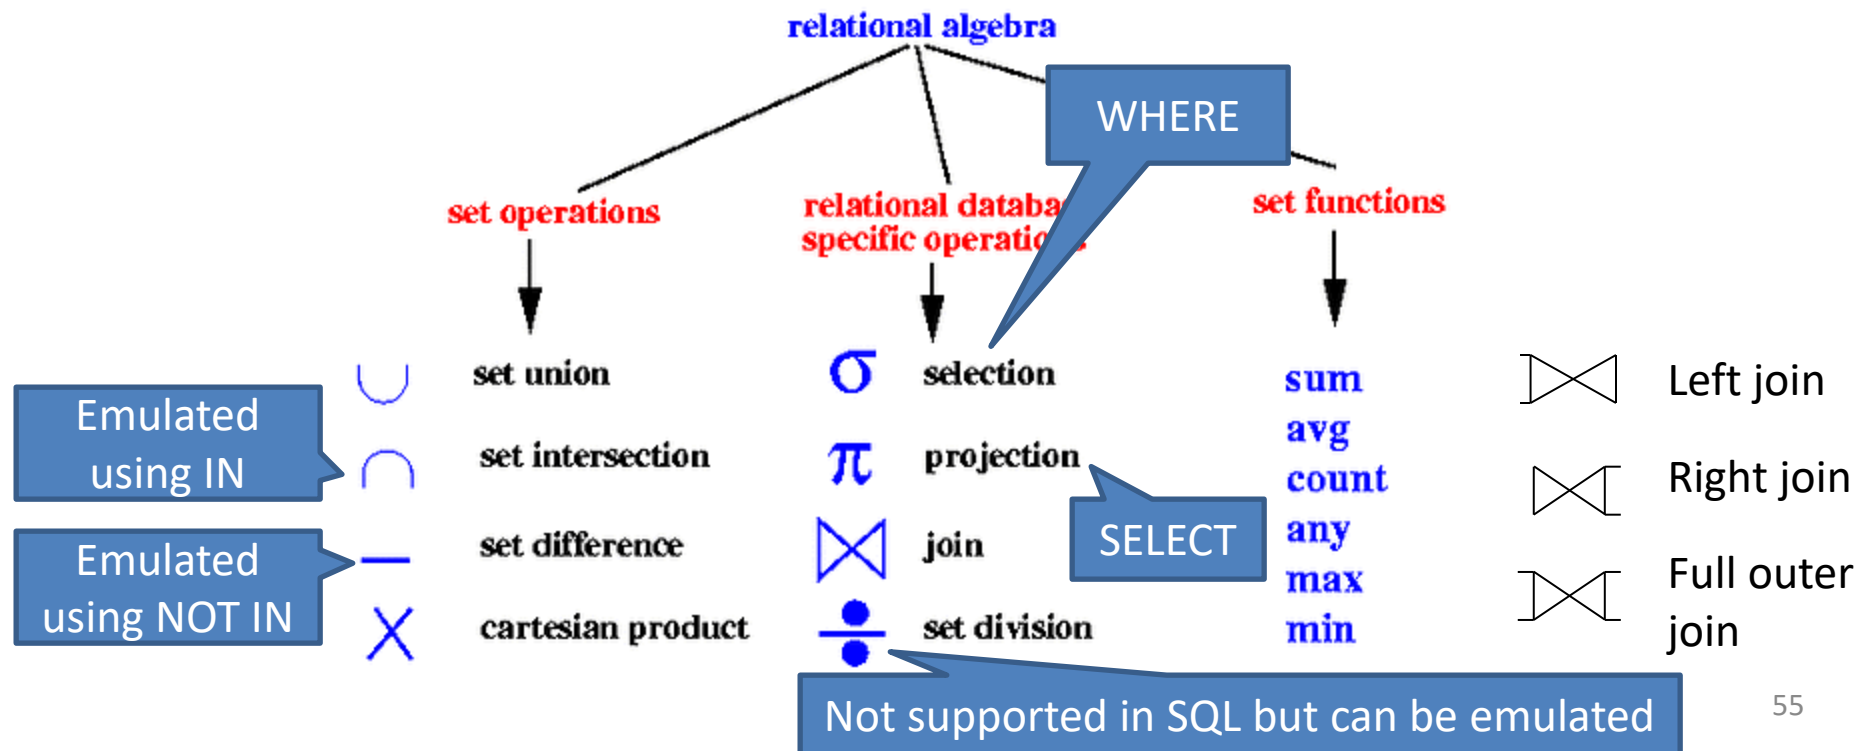 relational algebra
WHERE
set operations
relational databa
specific operatio
set functions
∪ set union
Emulated
using IN
∩ set intersection
— set difference
Emulated
using NOT IN
× cartesian product
σ selection
π projection
SELECT
⋈ join
÷ set division
Not supported in SQL but can be emulated
sum
avg
count
any
max
min
⟕ Left join
⟖ Right join
⟗ Full outer
join
55